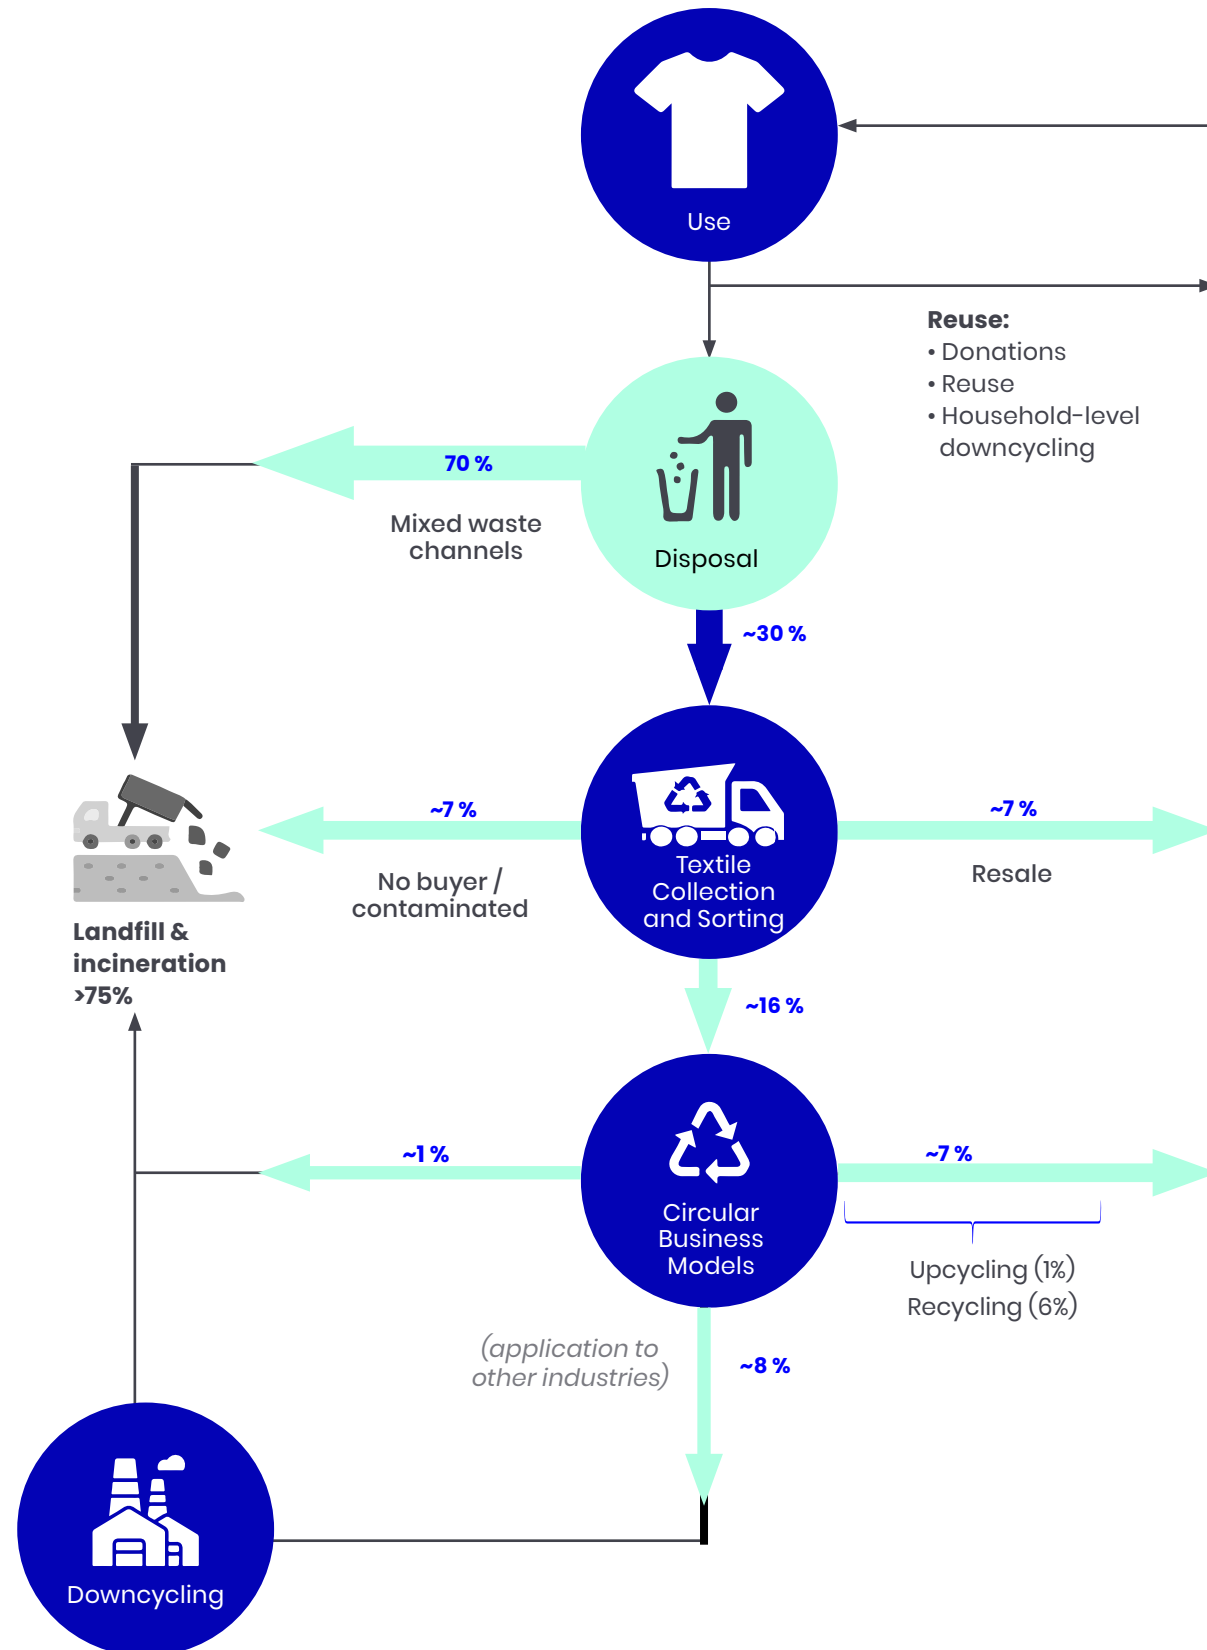 Use
Reuse:
• Donations
• Reuse
• Household-level
downcycling
70 %
Mixed waste
channels
Disposal
~30 %
~7 %
No buyer /
contaminated
Textile
Collection
and Sorting
~7 %
Resale
Landfill &
incineration
>75%
~16 %
~1 %
Circular
Business
Models
~7 %
Upcycling (1%)
Recycling (6%)
(application to
other industries)
~8 %
Downcycling